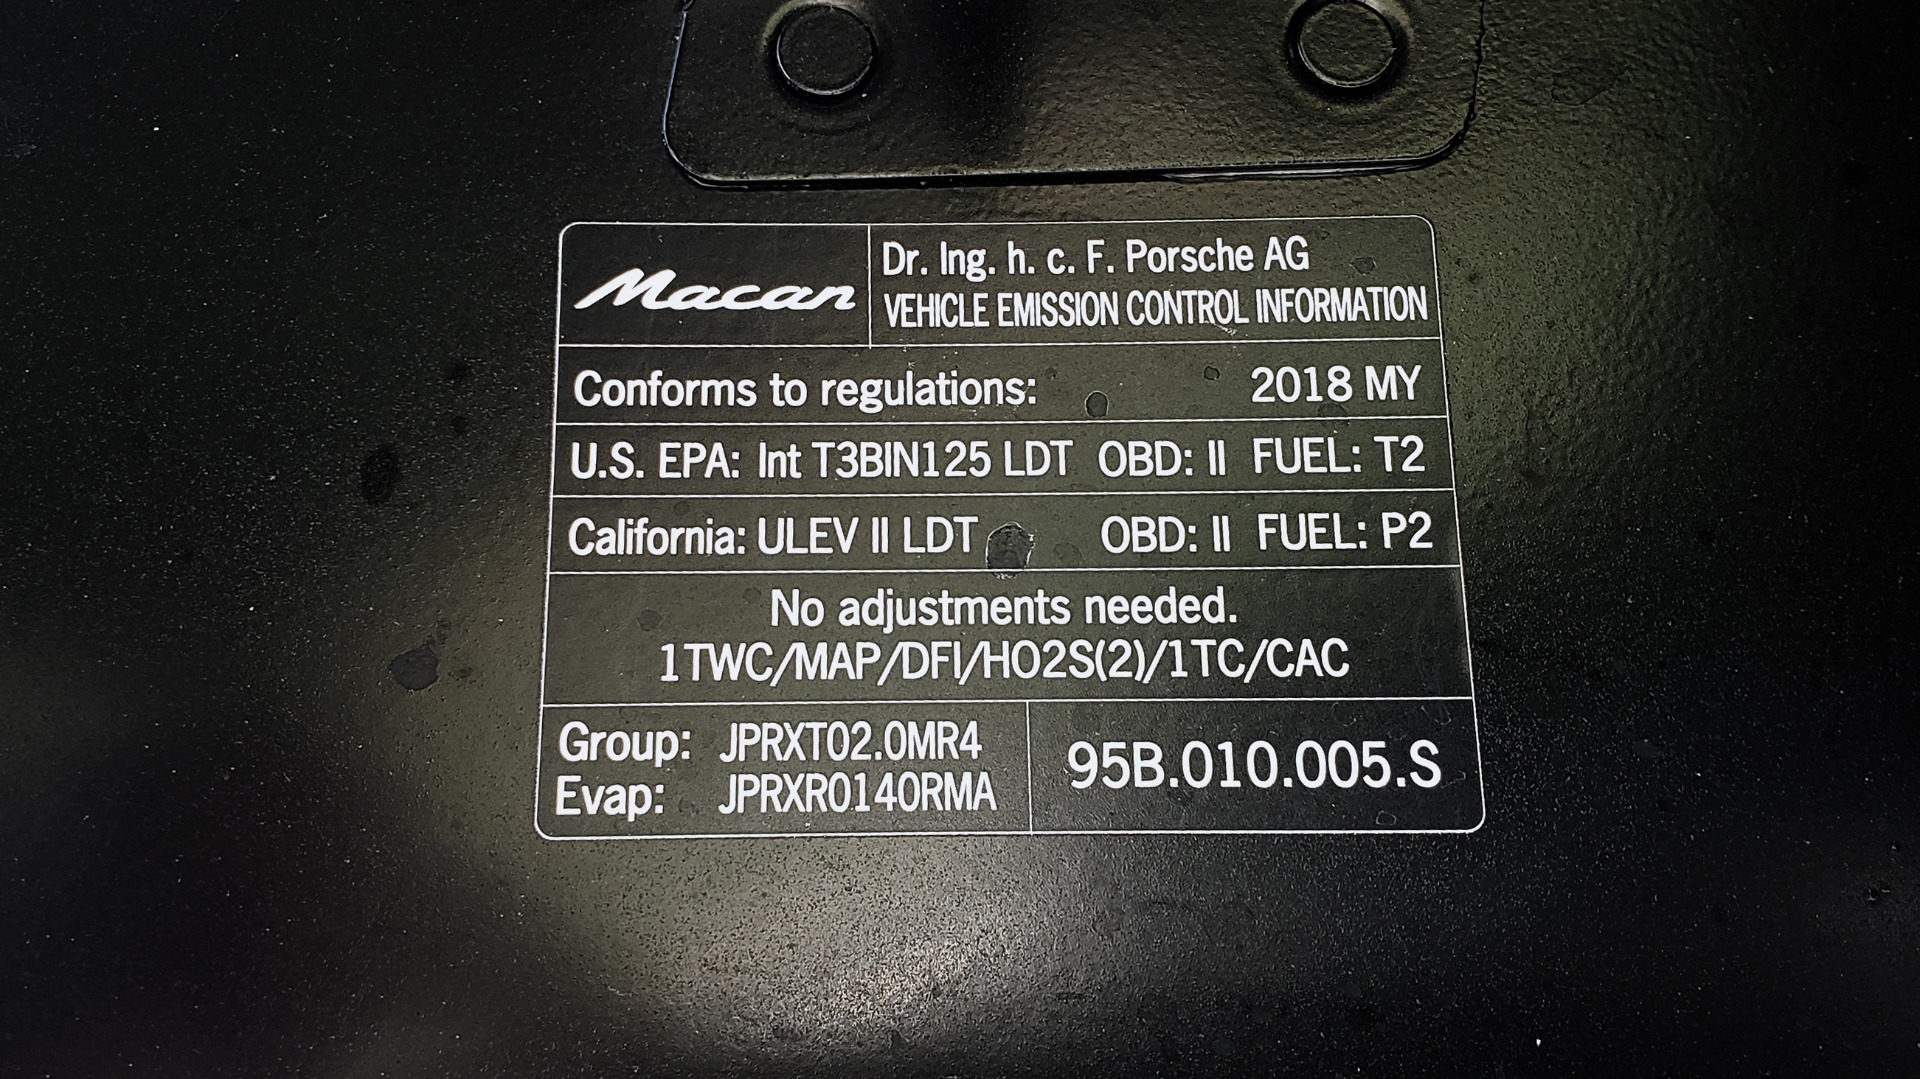 Macan
Dr. Ing. h. c. F. Porsche AG
VEHICLE EMISSION CONTROL INFORMATION
Conforms to regulations: 2018 MY
U.S. EPA: Int T3BIN125 LDT OBD: II FUEL: T2
California: ULEV II LDT OBD: II FUEL: P2
No adjustments needed.
1TWC/MAP/DFI/HO2S(2)/1TC/CAC
Group: JPRXT02.0MR4
Evap: JPRXR0140RMA
95B.010.005.S